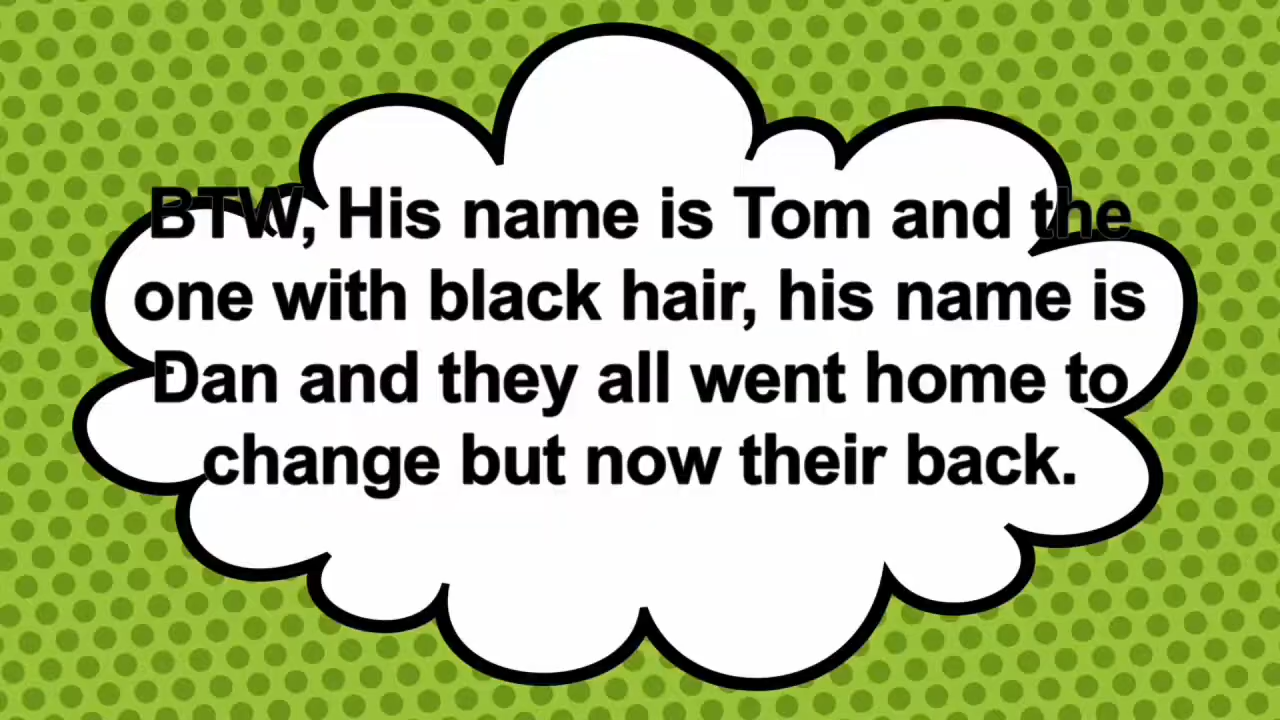 BTW, His name is Tom and the
one with black hair, his name is
Dan and they all went home to
change but now their back.